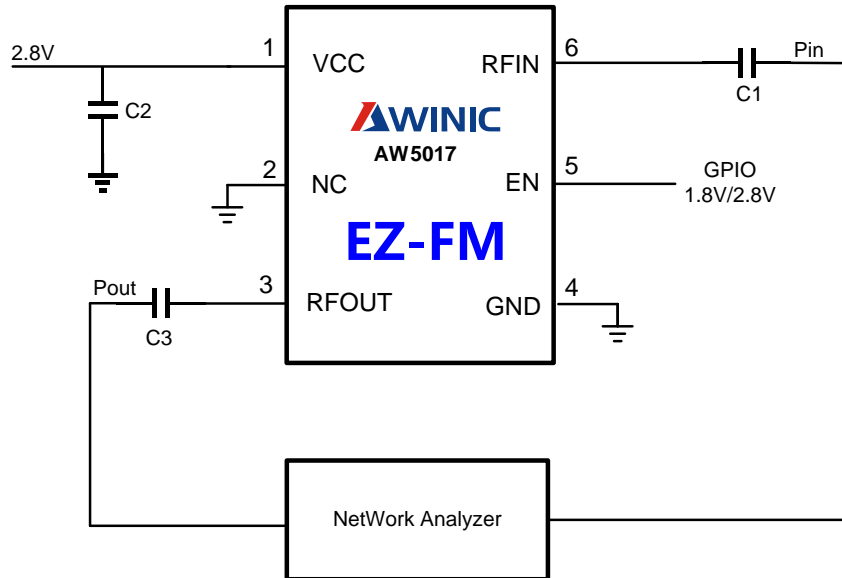 2.8V
1
VCC
RFIN
6
Pin
C2
C1
AWINIC
AW5017
2
NC
EN
5
GPIO
1.8V/2.8V
EZ-FM
Pout
3
RFOUT
GND
4
C3
NetWork Analyzer